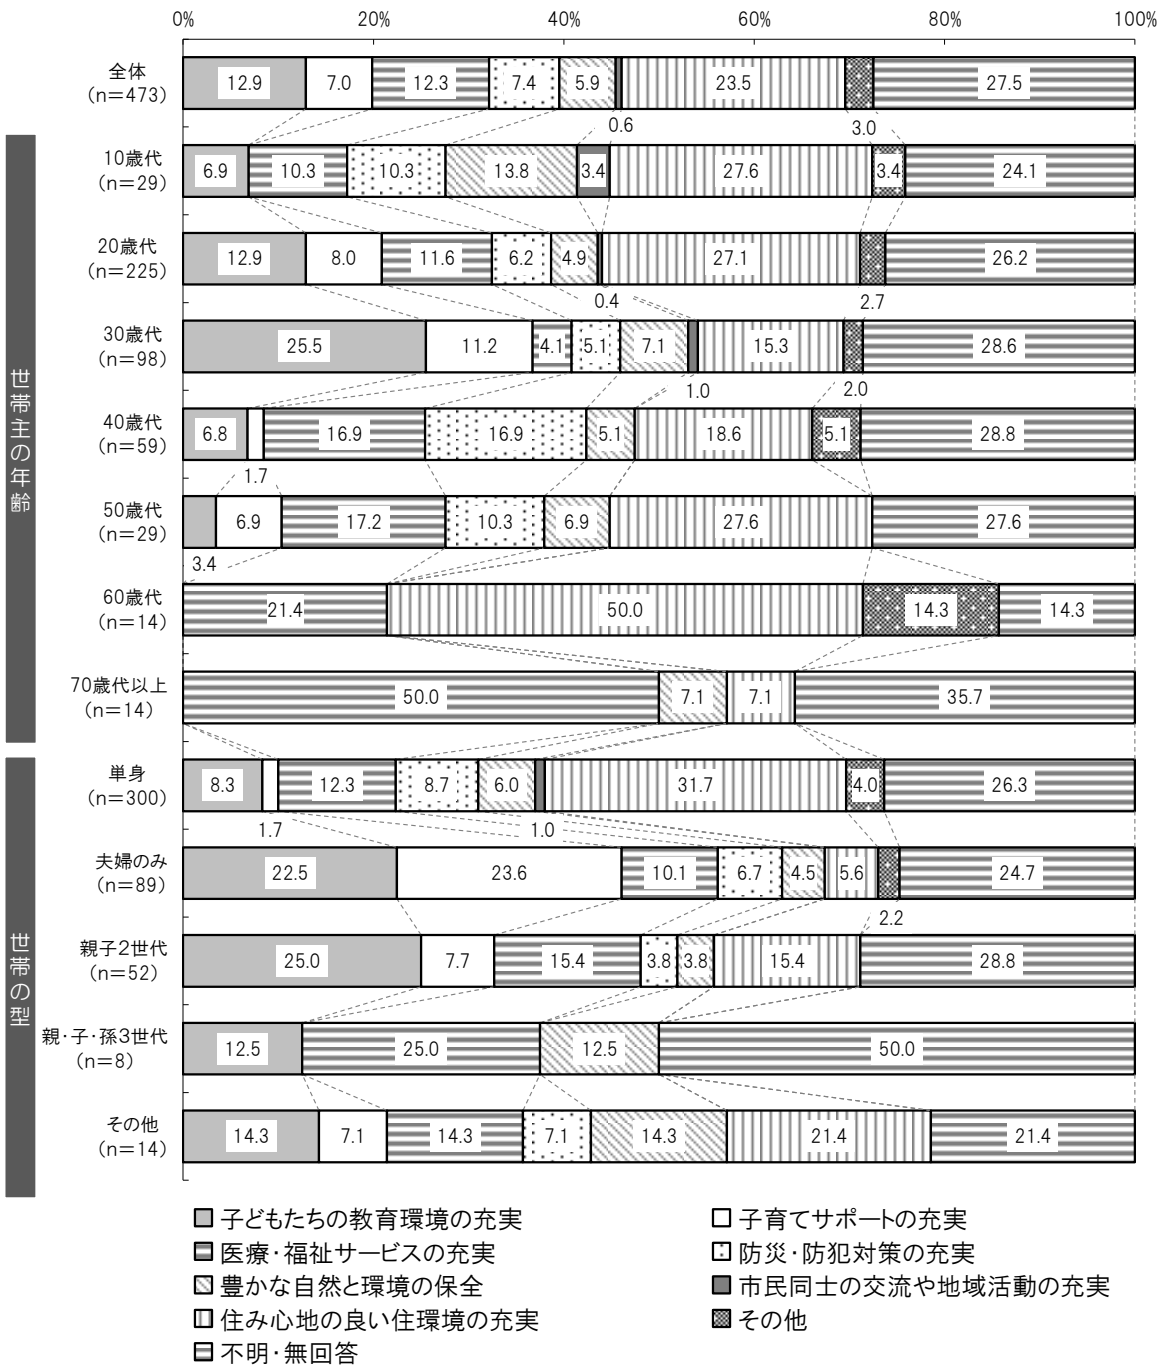 0%
20%
40%
60%
80%
100%
全体
(n=473)
12.9
7.0
12.3
7.4
5.9
23.5
27.5
0.6
3.0
世帯主の年齢
10歳代
(n=29)
6.9
10.3
10.3
13.8
3.4
27.6
3.4
24.1
20歳代
(n=225)
12.9
8.0
11.6
6.2
4.9
27.1
26.2
0.4
2.7
30歳代
(n=98)
25.5
11.2
4.1
5.1
7.1
15.3
28.6
1.0
2.0
40歳代
(n=59)
6.8
16.9
16.9
5.1
18.6
5.1
28.8
1.7
50歳代
(n=29)
6.9
17.2
10.3
6.9
27.6
27.6
3.4
60歳代
(n=14)
21.4
50.0
14.3
14.3
70歳代以上
(n=14)
50.0
7.1
7.1
35.7
世帯の型
単身
(n=300)
8.3
12.3
8.7
6.0
31.7
4.0
26.3
1.7
1.0
夫婦のみ
(n=89)
22.5
23.6
10.1
6.7
4.5
5.6
24.7
2.2
親子2世代
(n=52)
25.0
7.7
15.4
3.8
3.8
15.4
28.8
親・子・孫3世代
(n=8)
12.5
25.0
12.5
50.0
その他
(n=14)
14.3
7.1
14.3
7.1
14.3
21.4
21.4
子どもたちの教育環境の充実
子育てサポートの充実
医療・福祉サービスの充実
防災・防犯対策の充実
豊かな自然と環境の保全
市民同士の交流や地域活動の充実
住み心地の良い住環境の充実
その他
不明・無回答